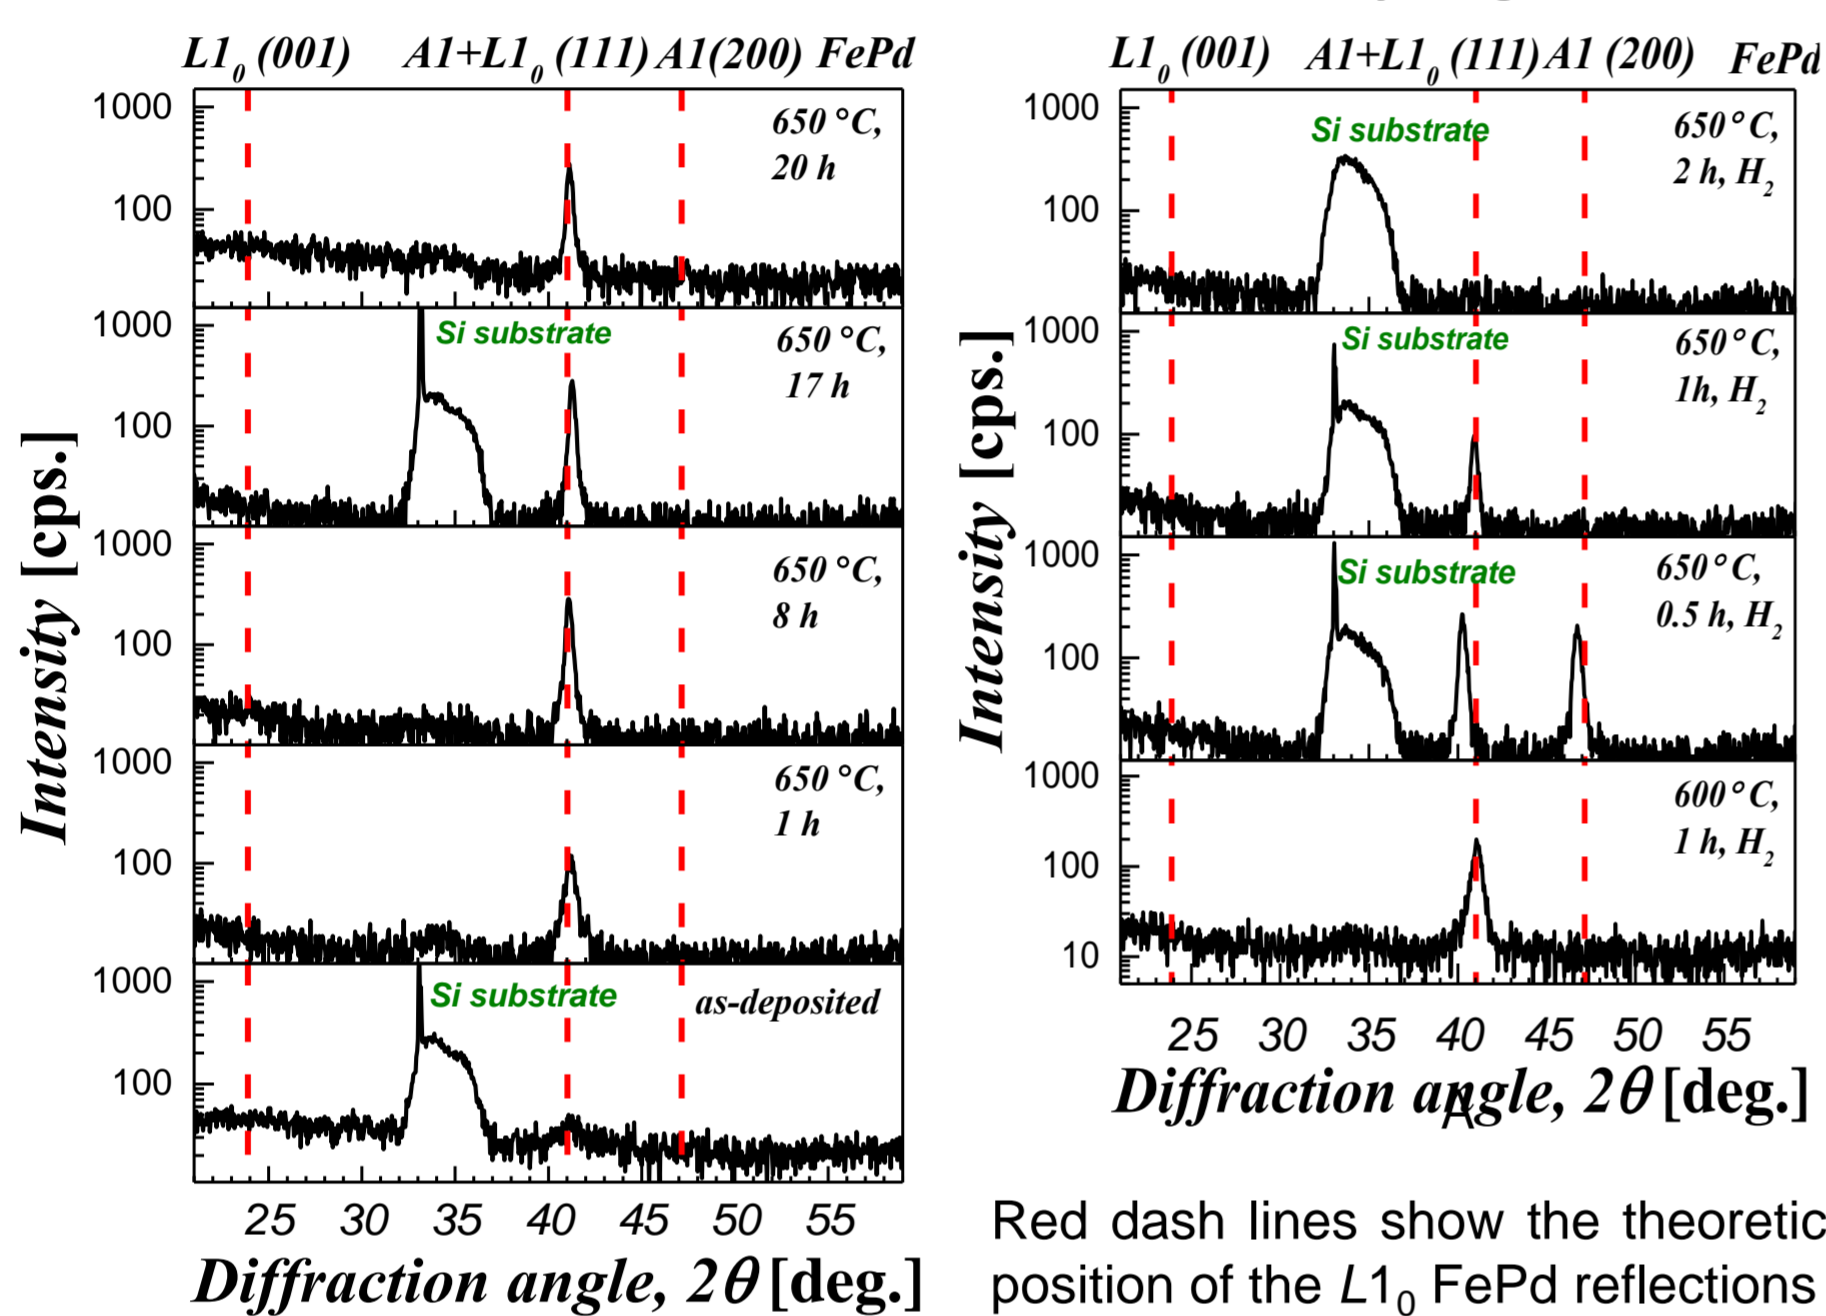 L1₀ (001) A1+L1₀ (111) A1(200) FePd
1000
100
650 °C,
20 h
1000
100
Si substrate
650 °C,
17 h
1000
100
650 °C,
8 h
1000
100
650 °C,
1 h
1000
100
Si substrate
as-deposited
Intensity [cps.]
25 30 35 40 45 50 55
Diffraction angle, 2θ [deg.]
L1₀ (001) A1+L1₀ (111) A1 (200) FePd
1000
100
Si substrate
650° C,
2 h, H₂
1000
100
Si substrate
650° C,
1h, H₂
1000
100
Si substrate
650° C,
0.5 h, H₂
1000
100
10
600° C,
1 h, H₂
Intensity [cps.]
25 30 35 40 45 50 55
Diffraction angle, 2θ [deg.]
A
Red dash lines show the theoretic
position of the L1₀ FePd reflections